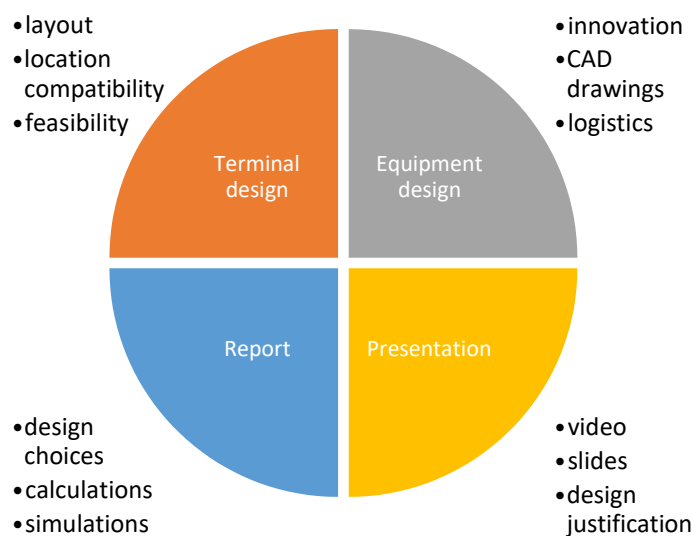 •layout
•location
compatibility
•feasibility
•innovation
•CAD
drawings
•logistics
Terminal
design
Equipment
design
Report
Presentation
•design
choices
•calculations
•simulations
•video
•slides
•design
justification